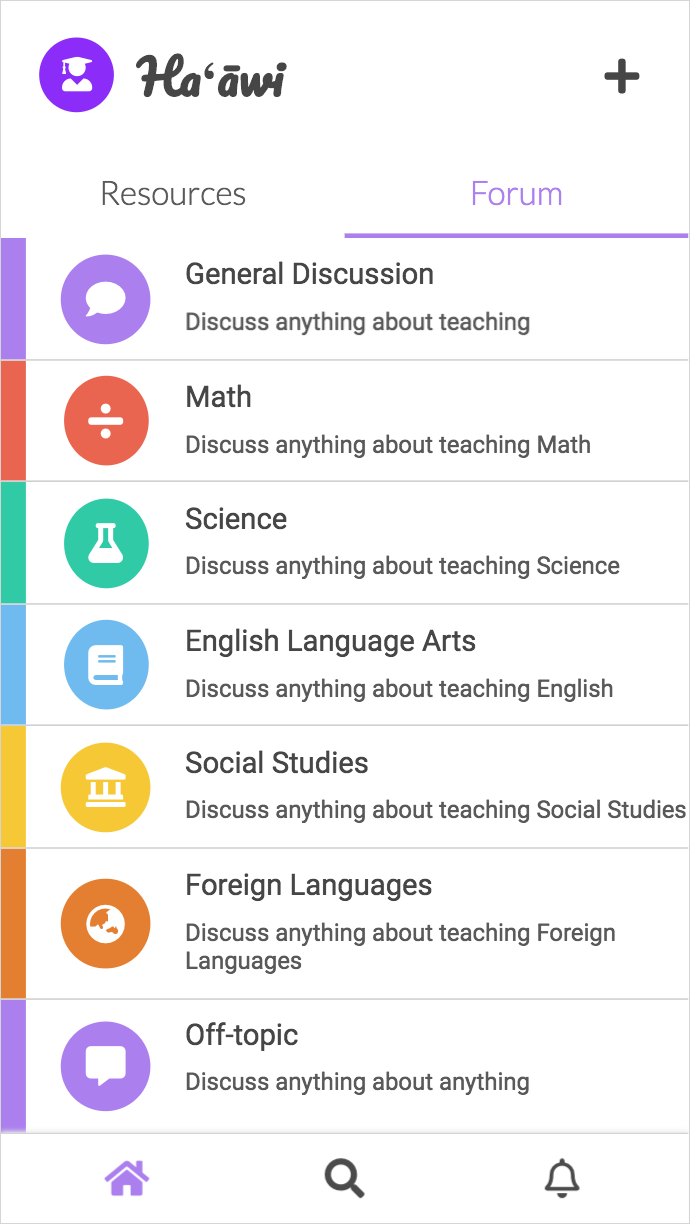 Haʻāwi
Resources
Forum
General Discussion
Discuss anything about teaching
Math
Discuss anything about teaching Math
Science
Discuss anything about teaching Science
English Language Arts
Discuss anything about teaching English
Social Studies
Discuss anything about teaching Social Studies
Foreign Languages
Discuss anything about teaching Foreign
Languages
Off-topic
Discuss anything about anything